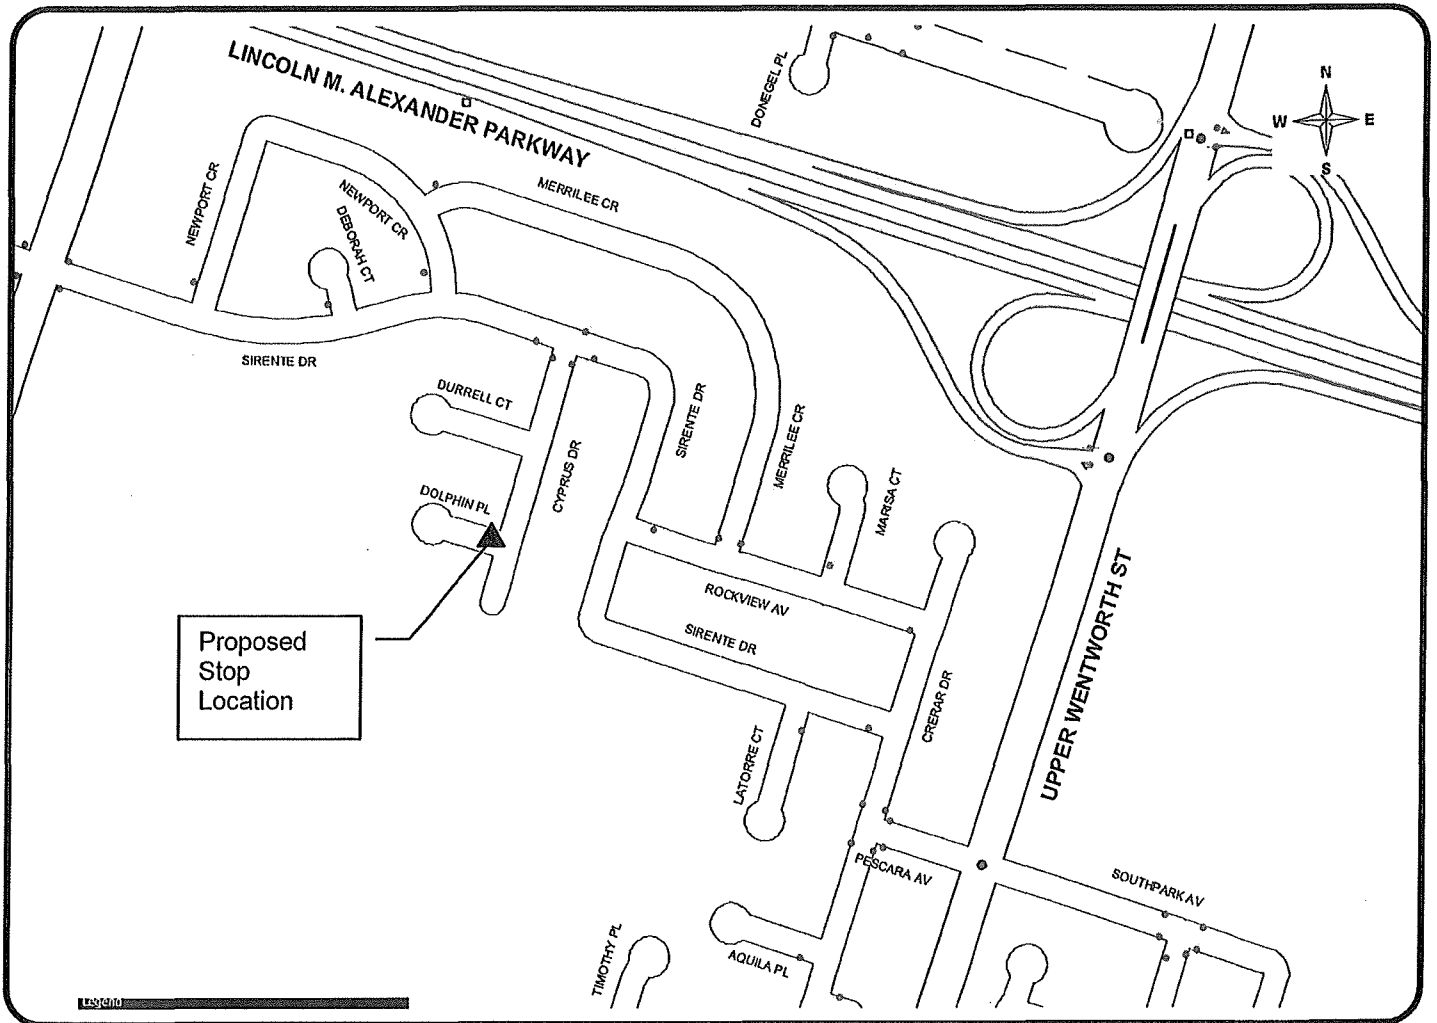 LINCOLN M. ALEXANDER PARKWAY
DONEGEL PL
N
W
E
S
NEWPORT CR
NEWPORT CR
DEBORAH CT
MERRILEE CR
SIRENTE DR
DURRELL CT
CYPRUS DR
SIRENTE DR
MERRILEE CR
MARISA CT
DOLPHIN PL
ROCKVIEW AV
SIRENTE DR
Proposed
Stop
Location
CRERAR DR
UPPER WENTWORTH ST
LATORRE CT
PESCARA AV
SOUTHPARK AV
TIMOTHY PL
AQUILA PL
Legend